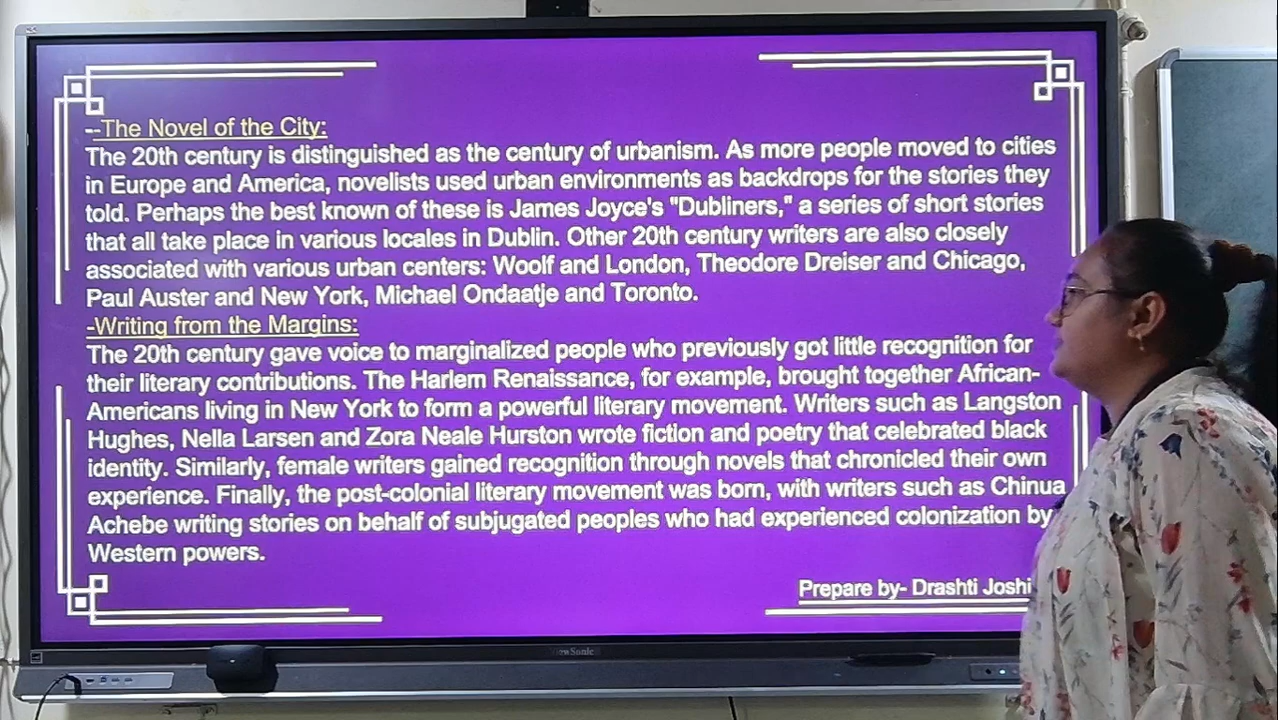 --The Novel of the City:
The 20th century is distinguished as the century of urbanism. As more people moved to cities
in Europe and America, novelists used urban environments as backdrops for the stories they
told. Perhaps the best known of these is James Joyce's "Dubliners," a series of short stories
that all take place in various locales in Dublin. Other 20th century writers are also closely
associated with various urban centers: Woolf and London, Theodore Dreiser and Chicago,
Paul Auster and New York, Michael Ondaatje and Toronto.
-Writing from the Margins:
The 20th century gave voice to marginalized people who previously got little recognition for
their literary contributions. The Harlem Renaissance, for example, brought together African-
Americans living in New York to form a powerful literary movement. Writers such as Langston
Hughes, Nella Larsen and Zora Neale Hurston wrote fiction and poetry that celebrated black
identity. Similarly, female writers gained recognition through novels that chronicled their own
experience. Finally, the post-colonial literary movement was born, with writers such as Chinua
Achebe writing stories on behalf of subjugated peoples who had experienced colonization by
Western powers.
Prepare by- Drashti Joshi
ViewSonic